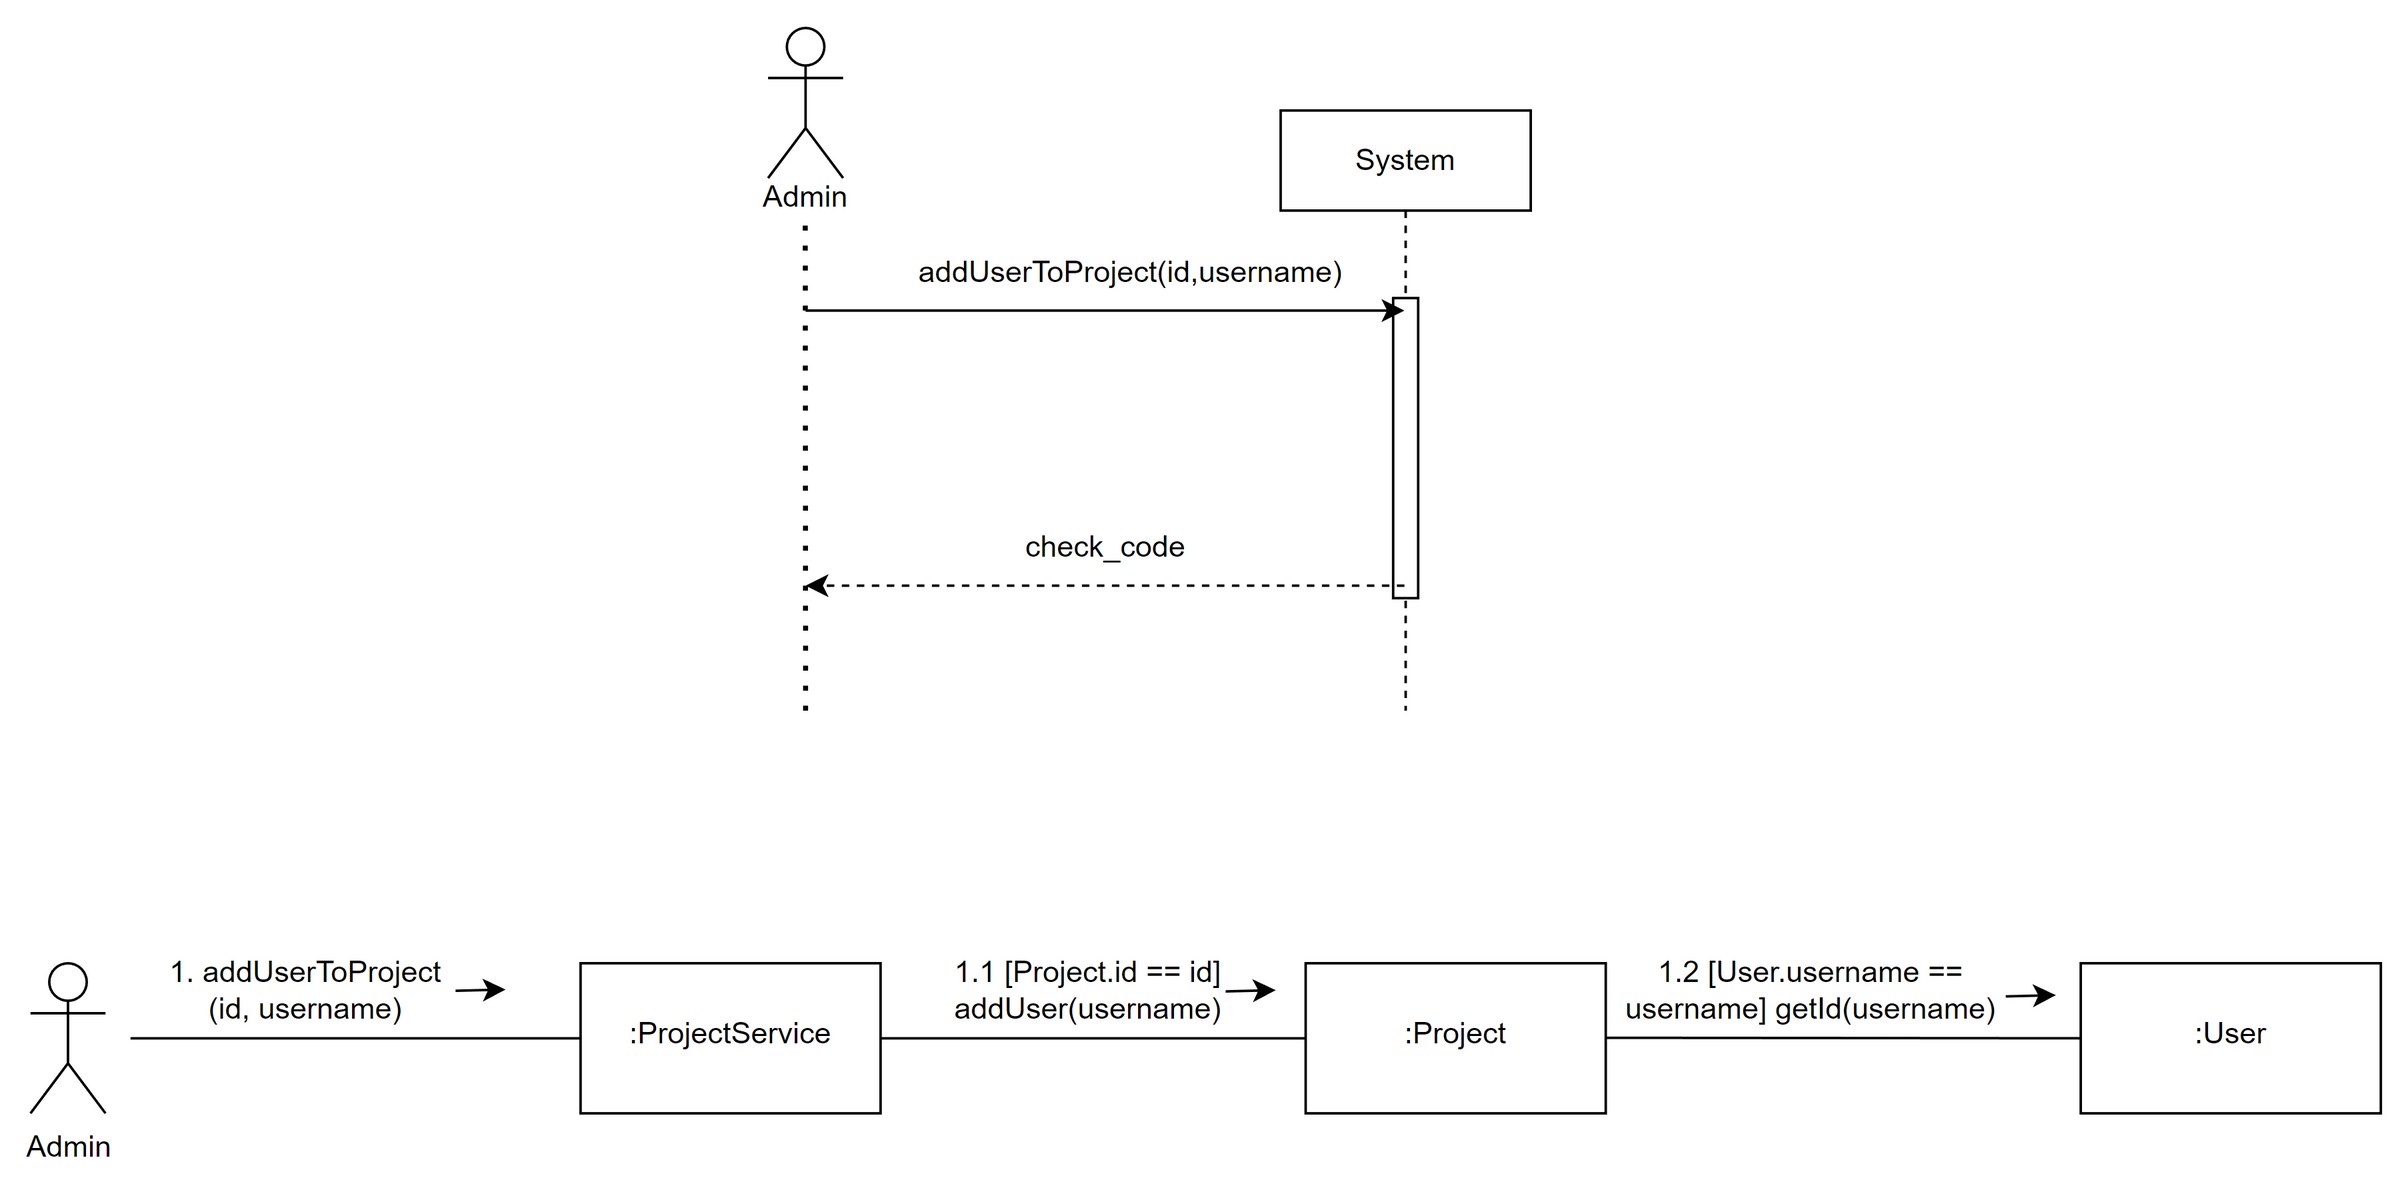 Admin
System
addUserToProject(id,username)
check_code
1. addUserToProject
(id, username)
:ProjectService
1.1 [Project.id == id]
addUser(username)
:Project
1.2 [User.username ==
username] getId(username)
:User
Admin